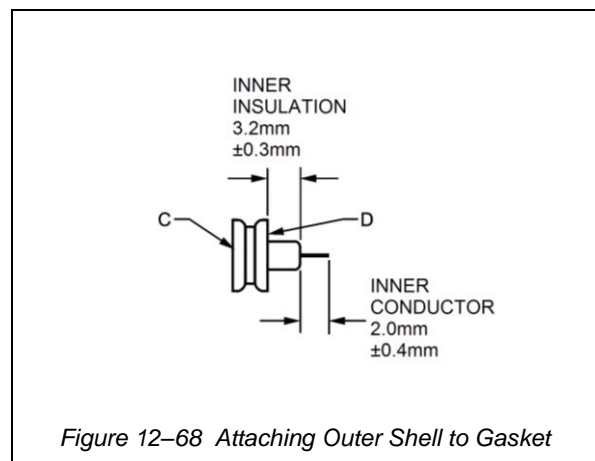 INNER
INSULATION
3.2mm
±0.3mm
C
D
INNER
CONDUCTOR
2.0mm
±0.4mm
Figure 12–68 Attaching Outer Shell to Gasket